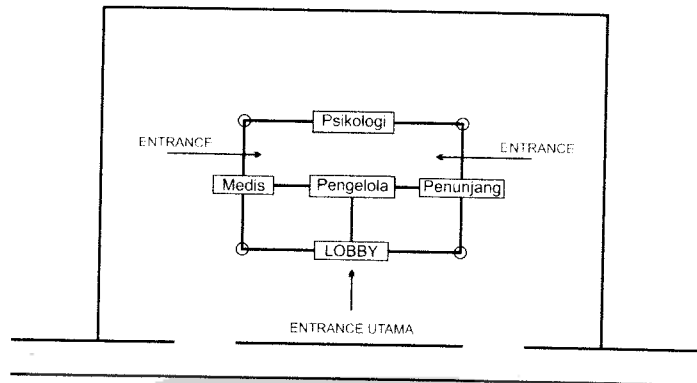 Psikologi
ENTRANCE
ENTRANCE
Medis
Pengelola
Penunjang
LOBBY
ENTRANCE UTAMA